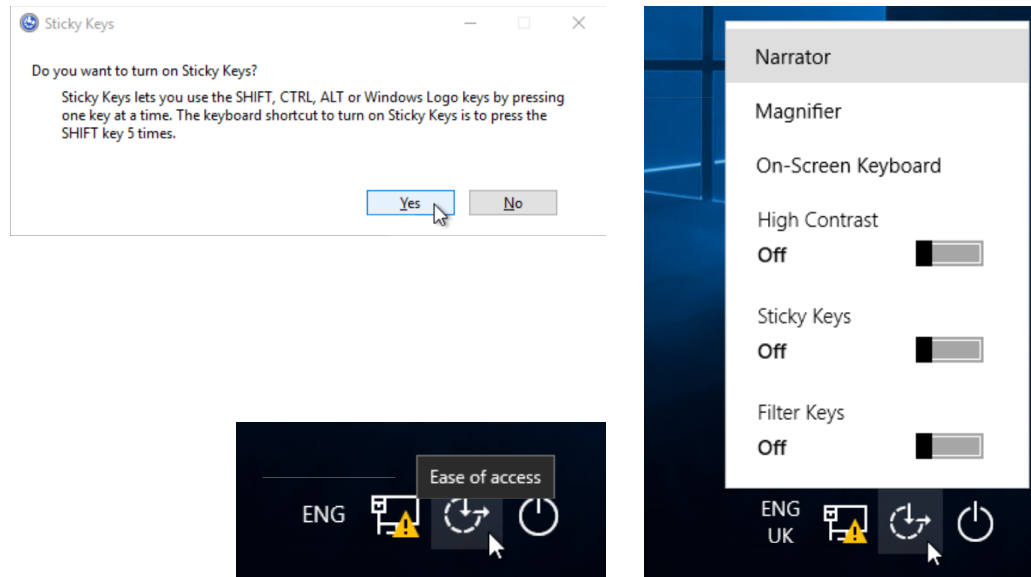 Sticky Keys
Do you want to turn on Sticky Keys?
Sticky Keys lets you use the SHIFT, CTRL, ALT or Windows Logo keys by pressing
one key at a time. The keyboard shortcut to turn on Sticky Keys is to press the
SHIFT key 5 times.
Yes
No
Ease of access
ENG
Narrator
Magnifier
On-Screen Keyboard
High Contrast
Off
Sticky Keys
Off
Filter Keys
Off
ENG
UK